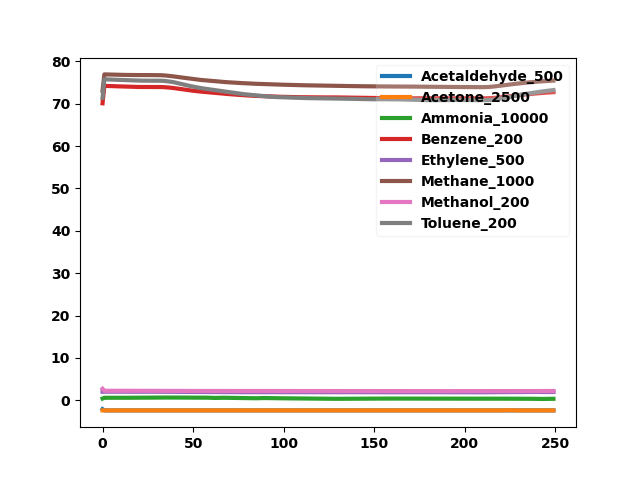 80
70
60
50
40
30
20
10
0
0 50 100 150 200 250
Acetaldehyde_500
Acetone_2500
Ammonia_10000
Benzene_200
Ethylene_500
Methane_1000
Methanol_200
Toluene_200